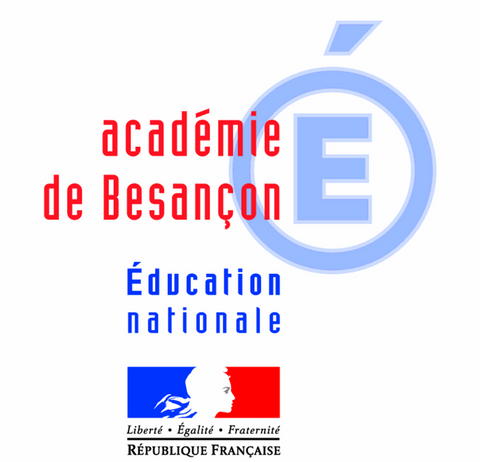 académie
de Besançon
É
Éducation
nationale
Liberté • Égalité • Fraternité
RÉPUBLIQUE FRANÇAISE